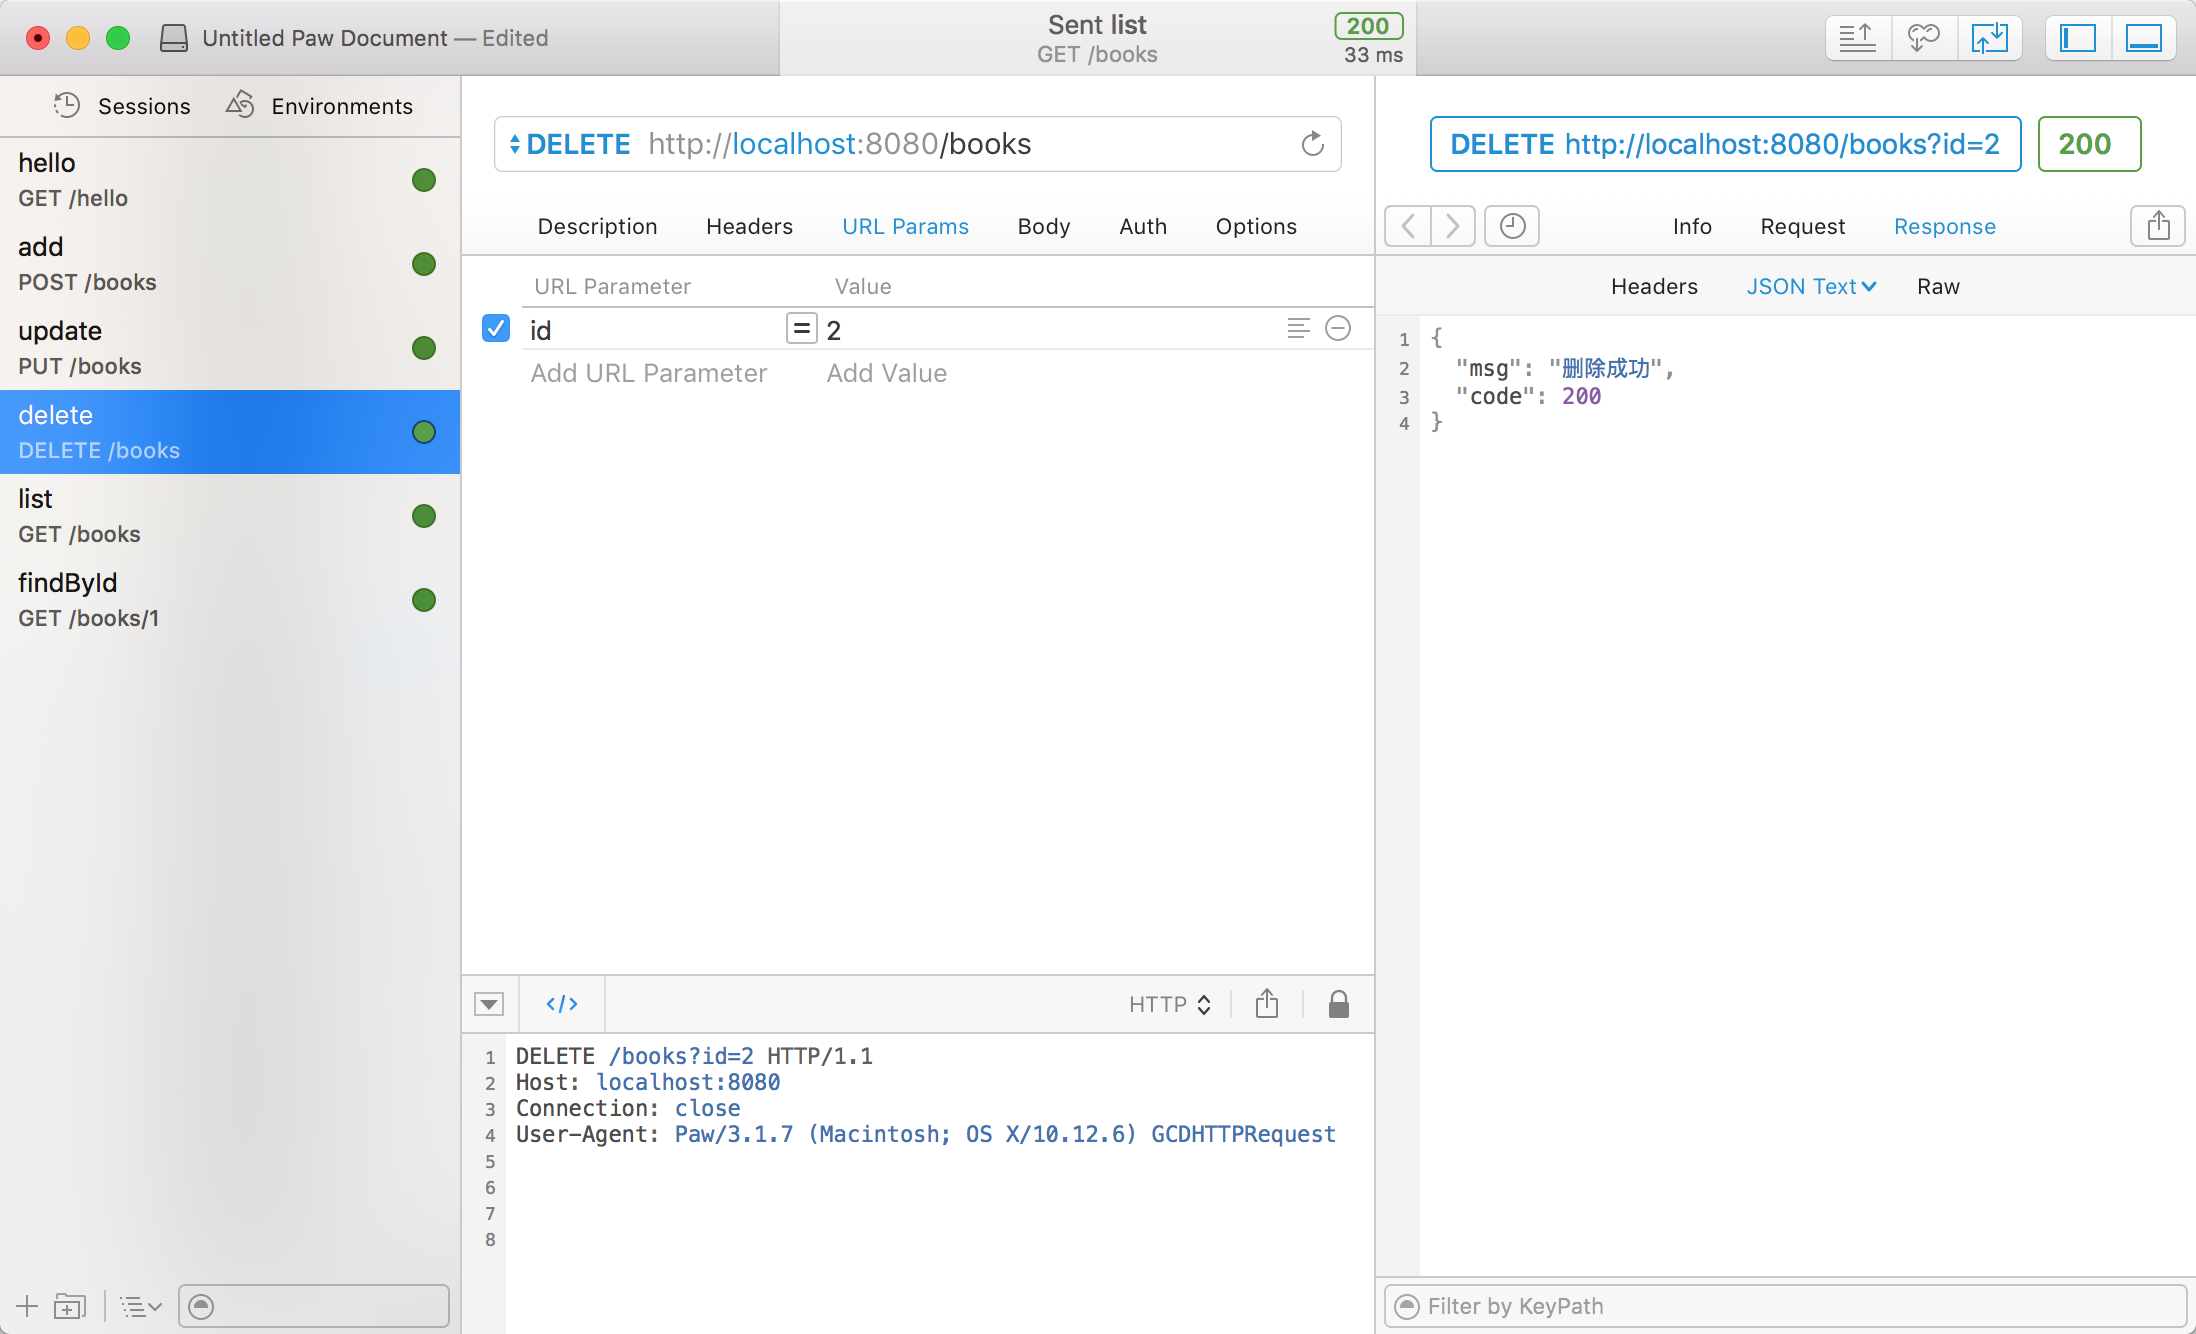 Untitled Paw Document — Edited
Sent list
GET /books
200
33 ms
Sessions
Environments
hello
GET /hello
add
POST /books
update
PUT /books
delete
DELETE /books
list
GET /books
findById
GET /books/1
DELETE http://localhost:8080/books
Description Headers URL Params Body Auth Options
URL Parameter Value
id = 2
Add URL Parameter Add Value
</> HTTP
1 DELETE /books?id=2 HTTP/1.1
2 Host: localhost:8080
3 Connection: close
4 User-Agent: Paw/3.1.7 (Macintosh; OS X/10.12.6) GCDHTTPRequest
5
6
7
8
DELETE http://localhost:8080/books?id=2 200
Info Request Response
Headers JSON Text Raw
1 {
2 "msg": "删除成功",
3 "code": 200
4 }
Filter by KeyPath